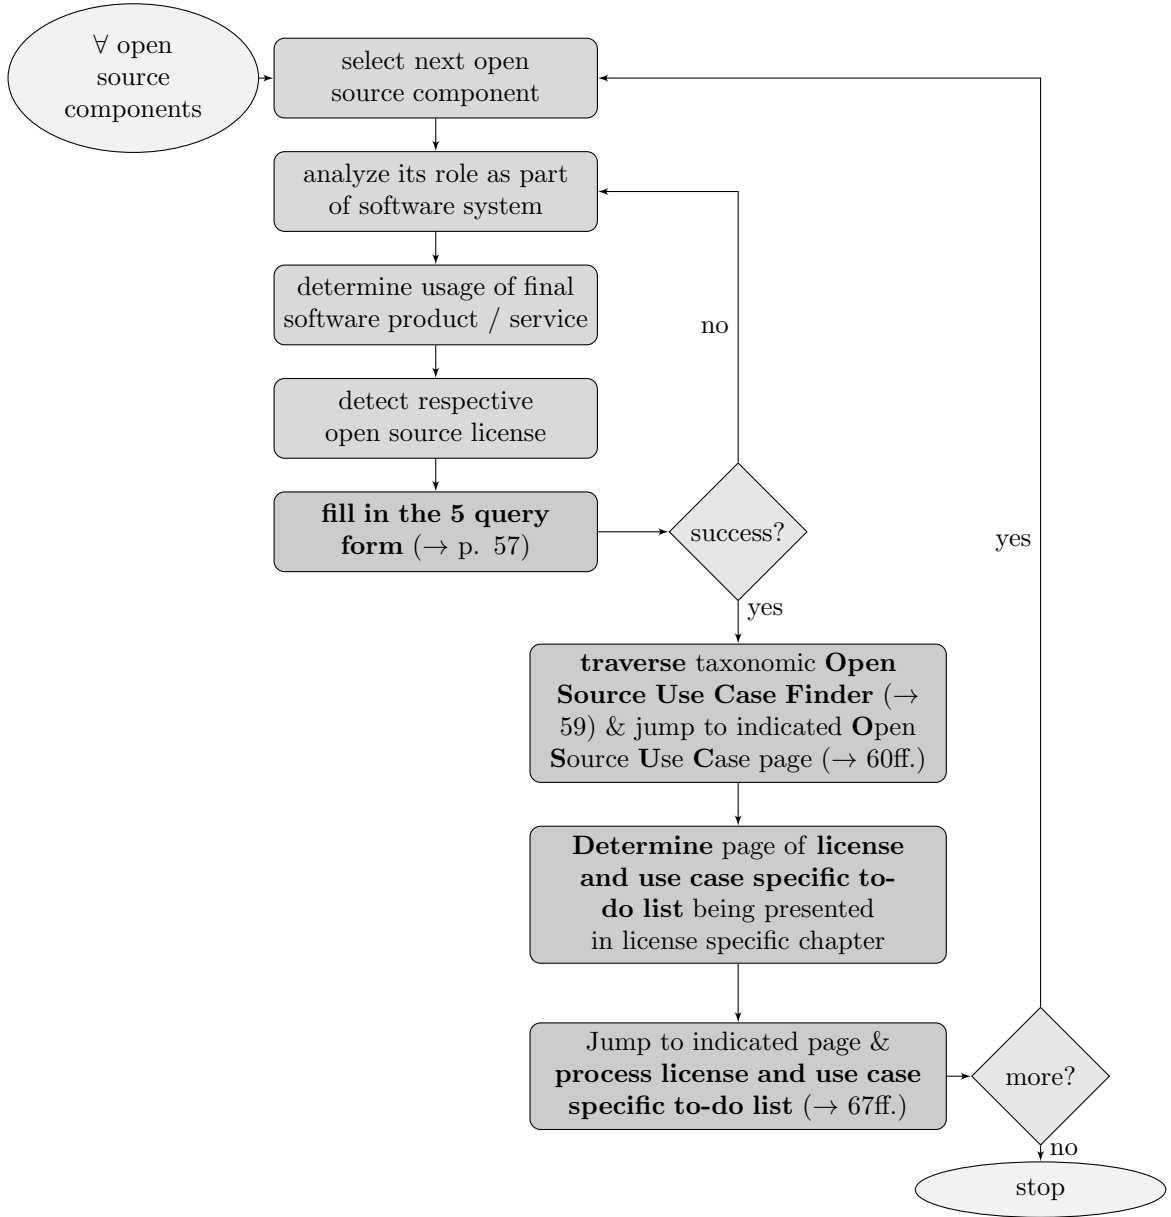 ∀ open
source
components
select next open
source component
analyze its role as part
of software system
determine usage of final
software product / service
no
detect respective
open source license
fill in the 5 query
form (→ p. 57)
success?
yes
yes
traverse taxonomic Open
Source Use Case Finder (→
59) & jump to indicated Open
Source Use Case page (→ 60ff.)
Determine page of license
and use case specific to-
do list being presented
in license specific chapter
Jump to indicated page &
process license and use case
specific to-do list (→ 67ff.)
more?
no
stop